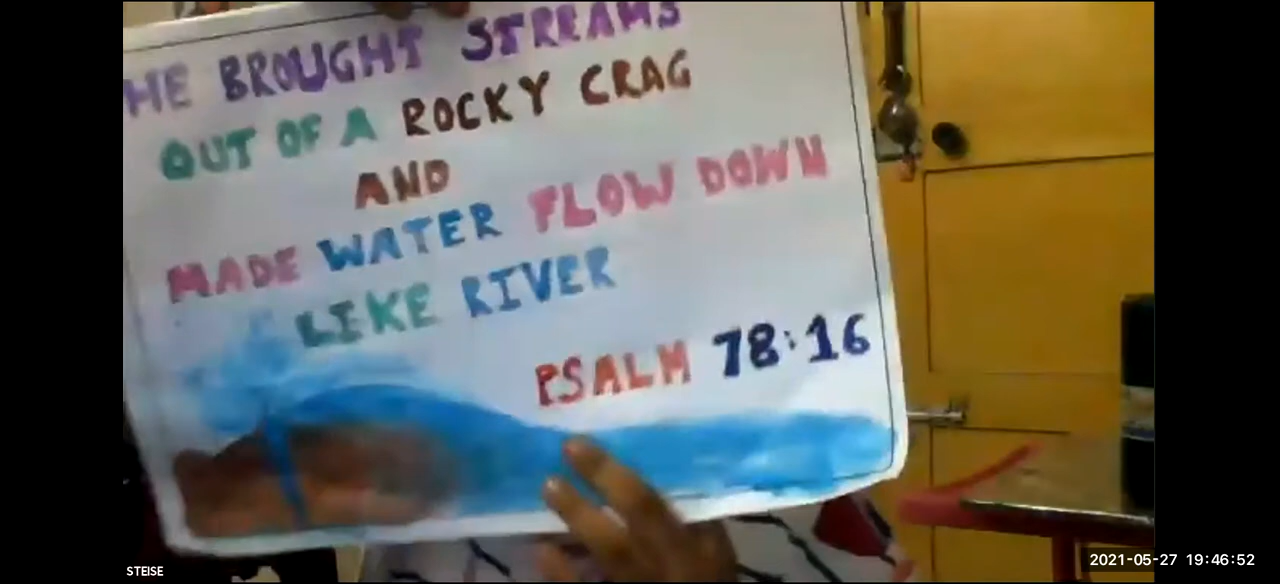 HE BROUGHT STREAMS
OUT OF A ROCKY CRAG
AND
MADE WATER FLOW DOWN
LIKE RIVER
PSALM 78:16
STEISE
2021-05-27 19:46:52